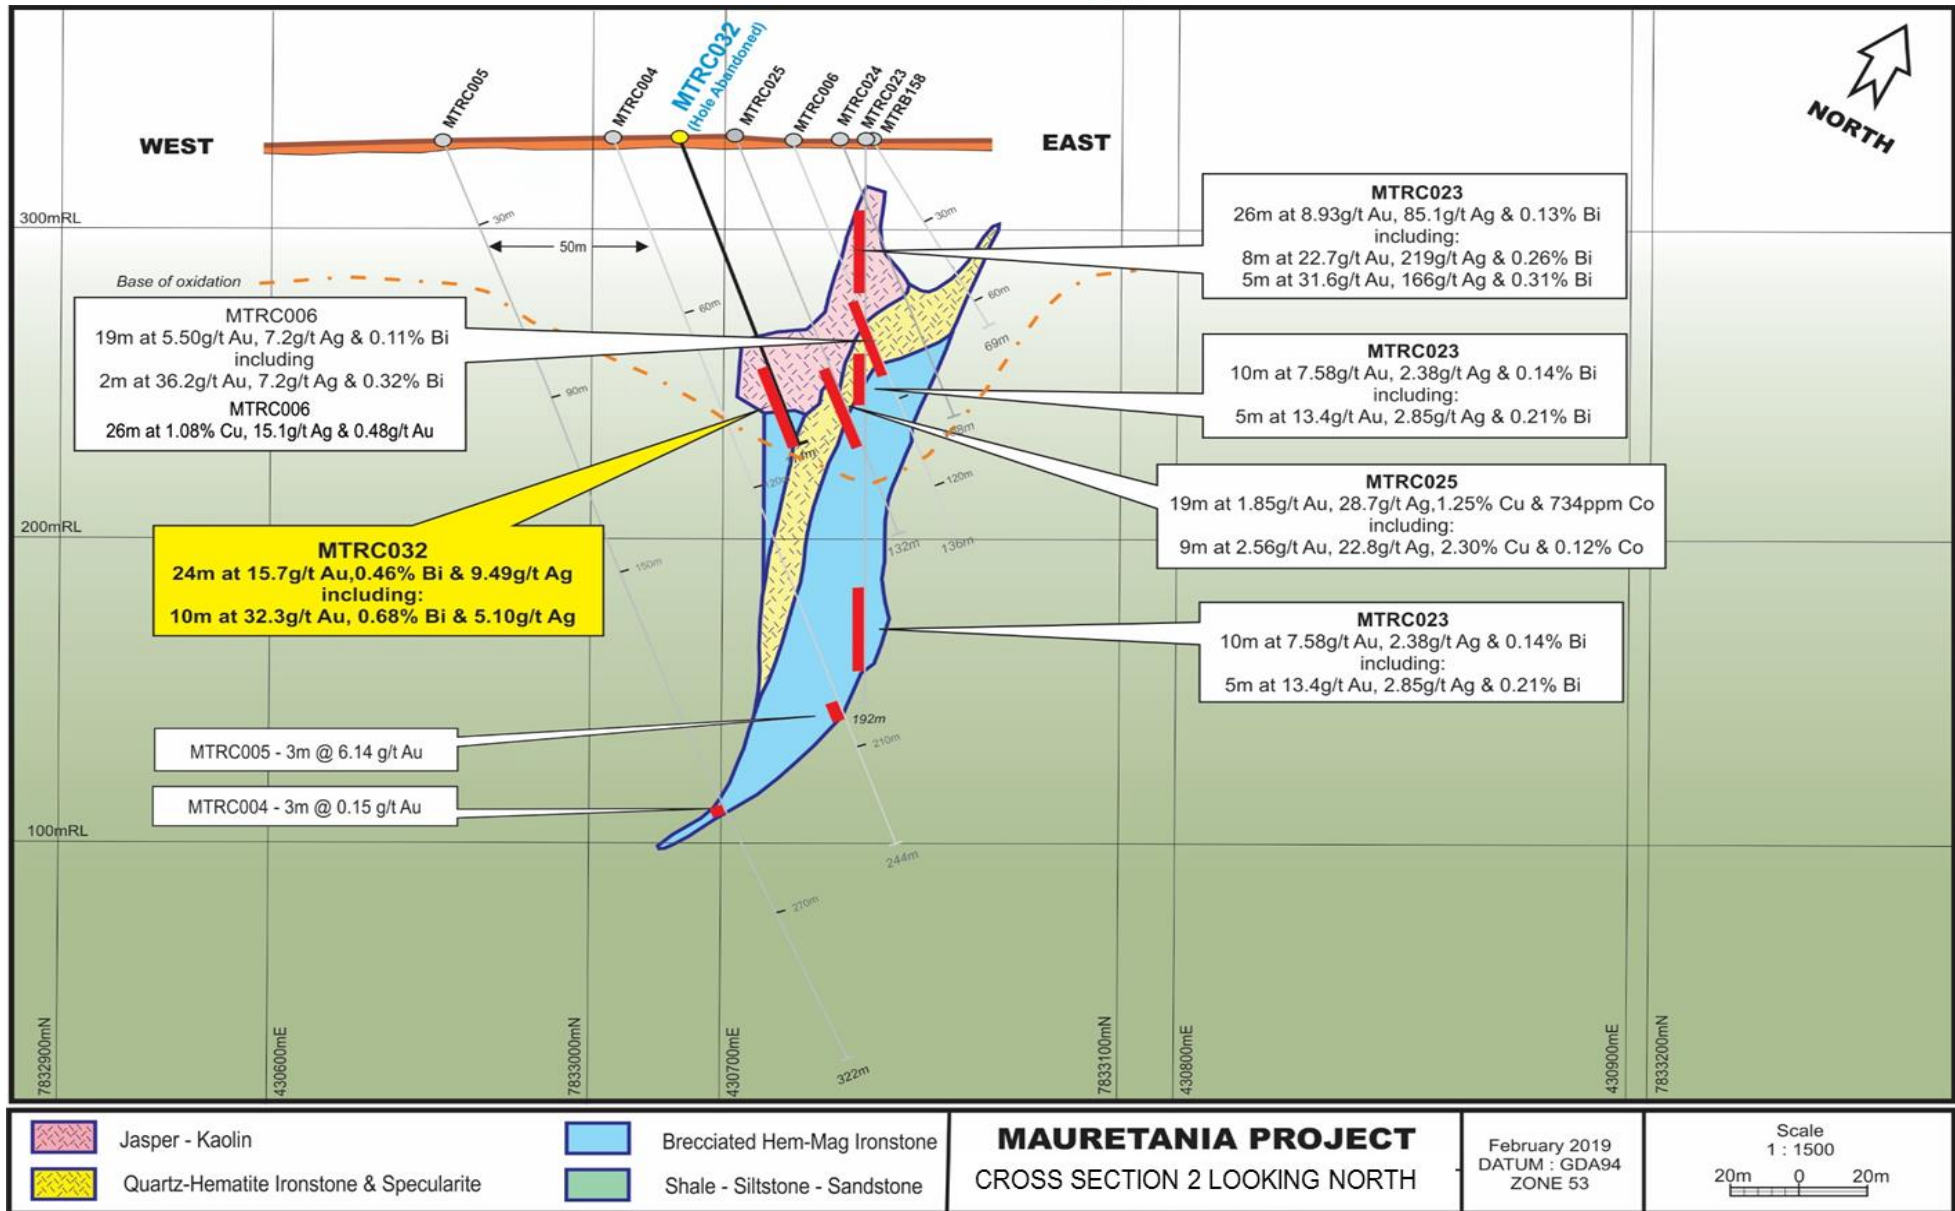 MTRC005
MTRC004
MTRC032
(Hole Abandoned)
MTRC025
MTRC006
MTRC024
MTRC023
MTRB158
NORTH
WEST
EAST
300mRL
200mRL
100mRL
30m
50m
60m
90m
120m
150m
270m
322m
30m
60m
69m
120m
132m
136m
192m
210m
244m
Base of oxidation
MTRC006
19m at 5.50g/t Au, 7.2g/t Ag & 0.11% Bi
including
2m at 36.2g/t Au, 7.2g/t Ag & 0.32% Bi
MTRC006
26m at 1.08% Cu, 15.1g/t Ag & 0.48g/t Au
MTRC032
24m at 15.7g/t Au,0.46% Bi & 9.49g/t Ag
including:
10m at 32.3g/t Au, 0.68% Bi & 5.10g/t Ag
MTRC005 - 3m @ 6.14 g/t Au
MTRC004 - 3m @ 0.15 g/t Au
MTRC023
26m at 8.93g/t Au, 85.1g/t Ag & 0.13% Bi
including:
8m at 22.7g/t Au, 219g/t Ag & 0.26% Bi
5m at 31.6g/t Au, 166g/t Ag & 0.31% Bi
MTRC023
10m at 7.58g/t Au, 2.38g/t Ag & 0.14% Bi
including:
5m at 13.4g/t Au, 2.85g/t Ag & 0.21% Bi
MTRC025
19m at 1.85g/t Au, 28.7g/t Ag,1.25% Cu & 734ppm Co
including:
9m at 2.56g/t Au, 22.8g/t Ag, 2.30% Cu & 0.12% Co
MTRC023
10m at 7.58g/t Au, 2.38g/t Ag & 0.14% Bi
including:
5m at 13.4g/t Au, 2.85g/t Ag & 0.21% Bi
7832900mN
430600mE
7833000mN
430700mE
7833100mN
430800mE
430900mE
7833200mN
Jasper - Kaolin
Quartz-Hematite Ironstone & Specularite
Brecciated Hem-Mag Ironstone
Shale - Siltstone - Sandstone
MAURETANIA PROJECT
CROSS SECTION 2 LOOKING NORTH
February 2019
DATUM : GDA94
ZONE 53
Scale
1 : 1500
20m 0 20m